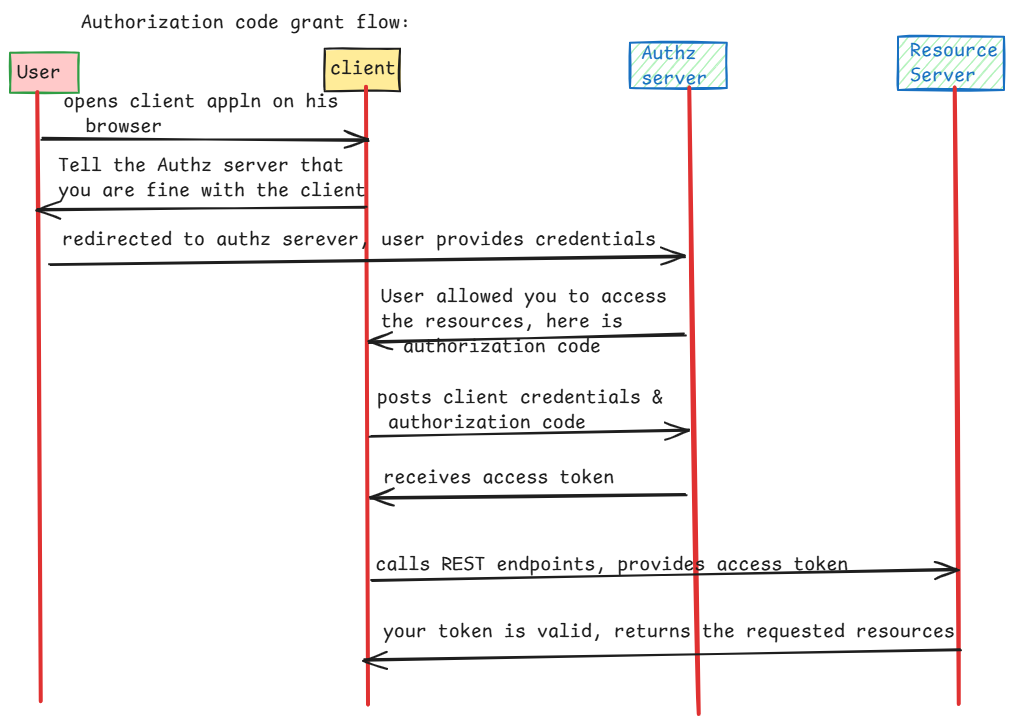 Authorization code grant flow:
User
client
Authz
server
Resource
Server
opens client appln on his
browser
Tell the Authz server that
you are fine with the client
redirected to authz serever, user provides credentials
User allowed you to access
the resources, here is
authorization code
posts client credentials &
authorization code
receives access token
calls REST endpoints, provides access token
your token is valid, returns the requested resources